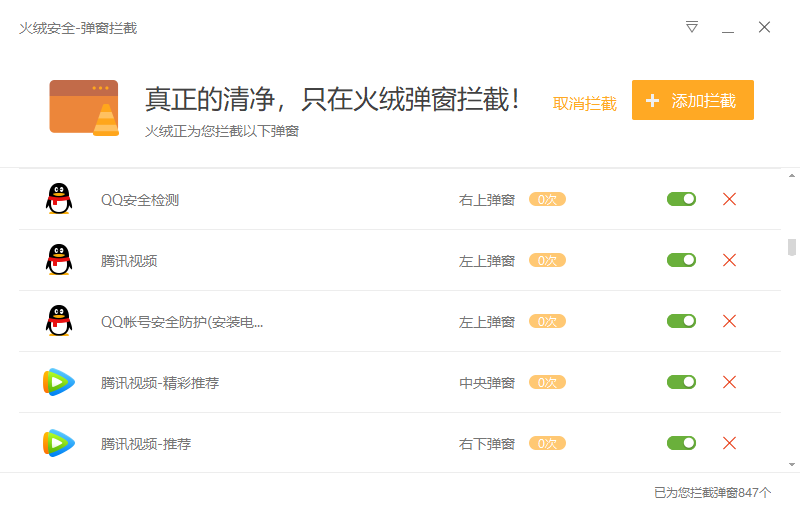 火绒安全-弹窗拦截
真正的清净，只在火绒弹窗拦截！
取消拦截
添加拦截
火绒正为您拦截以下弹窗
QQ安全检测 右上弹窗 0次
腾讯视频 左上弹窗 0次
QQ帐号安全防护(安装电... 左上弹窗 0次
腾讯视频-精彩推荐 中央弹窗 0次
腾讯视频-推荐 右下弹窗 0次
已为您拦截弹窗847个